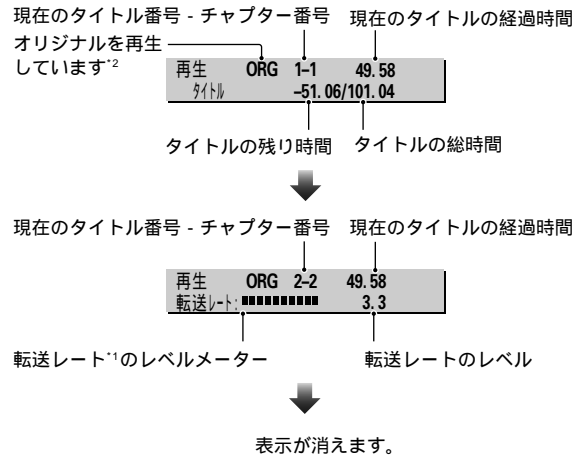 現在のタイトル番号 - チャプター番号 現在のタイトルの経過時間
オリジナルを再生
しています*2
再生 ORG 1–1 49. 58
タイトル –51. 06/101. 04
タイトルの残り時間 タイトルの総時間
現在のタイトル番号 - チャプター番号 現在のタイトルの経過時間
再生 ORG 2–2 49. 58
転送レート: 3. 3
転送レート*1のレベルメーター 転送レートのレベル
表示が消えます。